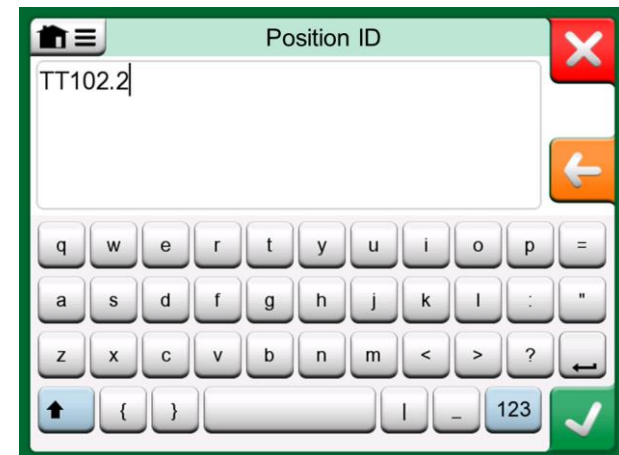 Position ID
TT102.2
q w e r t y u i o p =
a s d f g h j k l : "
z x c v b n m < > ?
{ } | _ 123